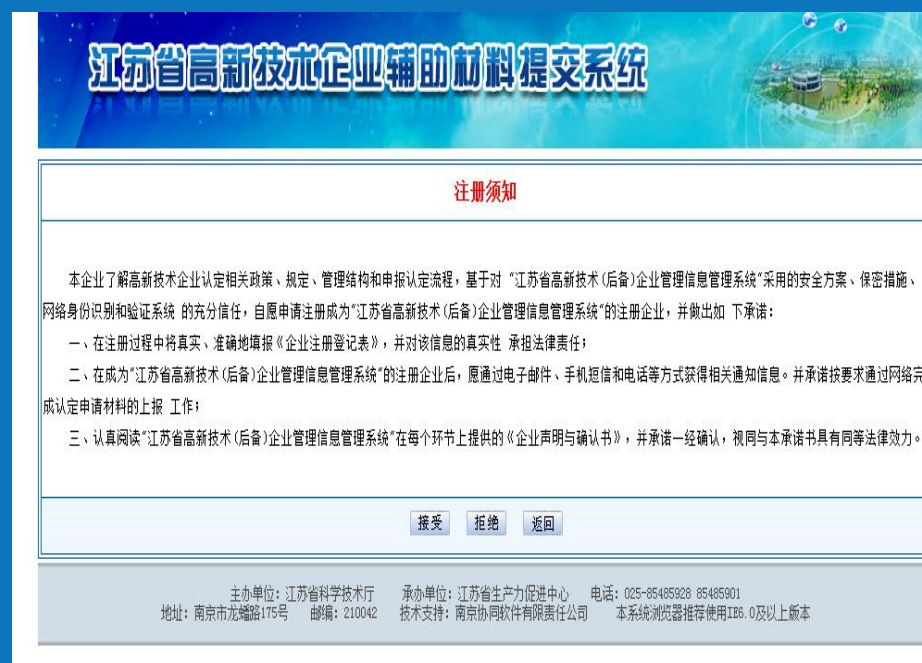 江苏省高新技术企业辅助材料提交系统
注册须知
本企业了解高新技术企业认定相关政策、规定、管理结构和申报认定流程，基于对 “江苏省高新技术(后备)企业管理信息管理系统”采用的安全方案、保密措施、
网络身份识别和验证系统 的充分信任，自愿申请注册成为“江苏省高新技术(后备)企业管理信息管理系统”的注册企业，并做出如 下承诺：
一、在注册过程中将真实、准确地填报《企业注册登记表》，并对该信息的真实性 承担法律责任；
二、在成为“江苏省高新技术(后备)企业管理信息管理系统”的注册企业后，愿通过电子邮件、手机短信和电话等方式获得相关通知信息。并承诺按要求通过网络完
成认定申请材料的上报 工作；
三、认真阅读“江苏省高新技术(后备)企业管理信息管理系统”在每个环节上提供的《企业声明与确认书》，并承诺一经确认，视同与本承诺书具有同等法律效力。
接受 拒绝 返回
主办单位：江苏省科学技术厅 承办单位：江苏省生产力促进中心 电话：025-85485928 85485901
地址：南京市龙蟠路175号 邮编：210042 技术支持：南京协同软件有限责任公司 本系统浏览器推荐使用IE6.0及以上版本